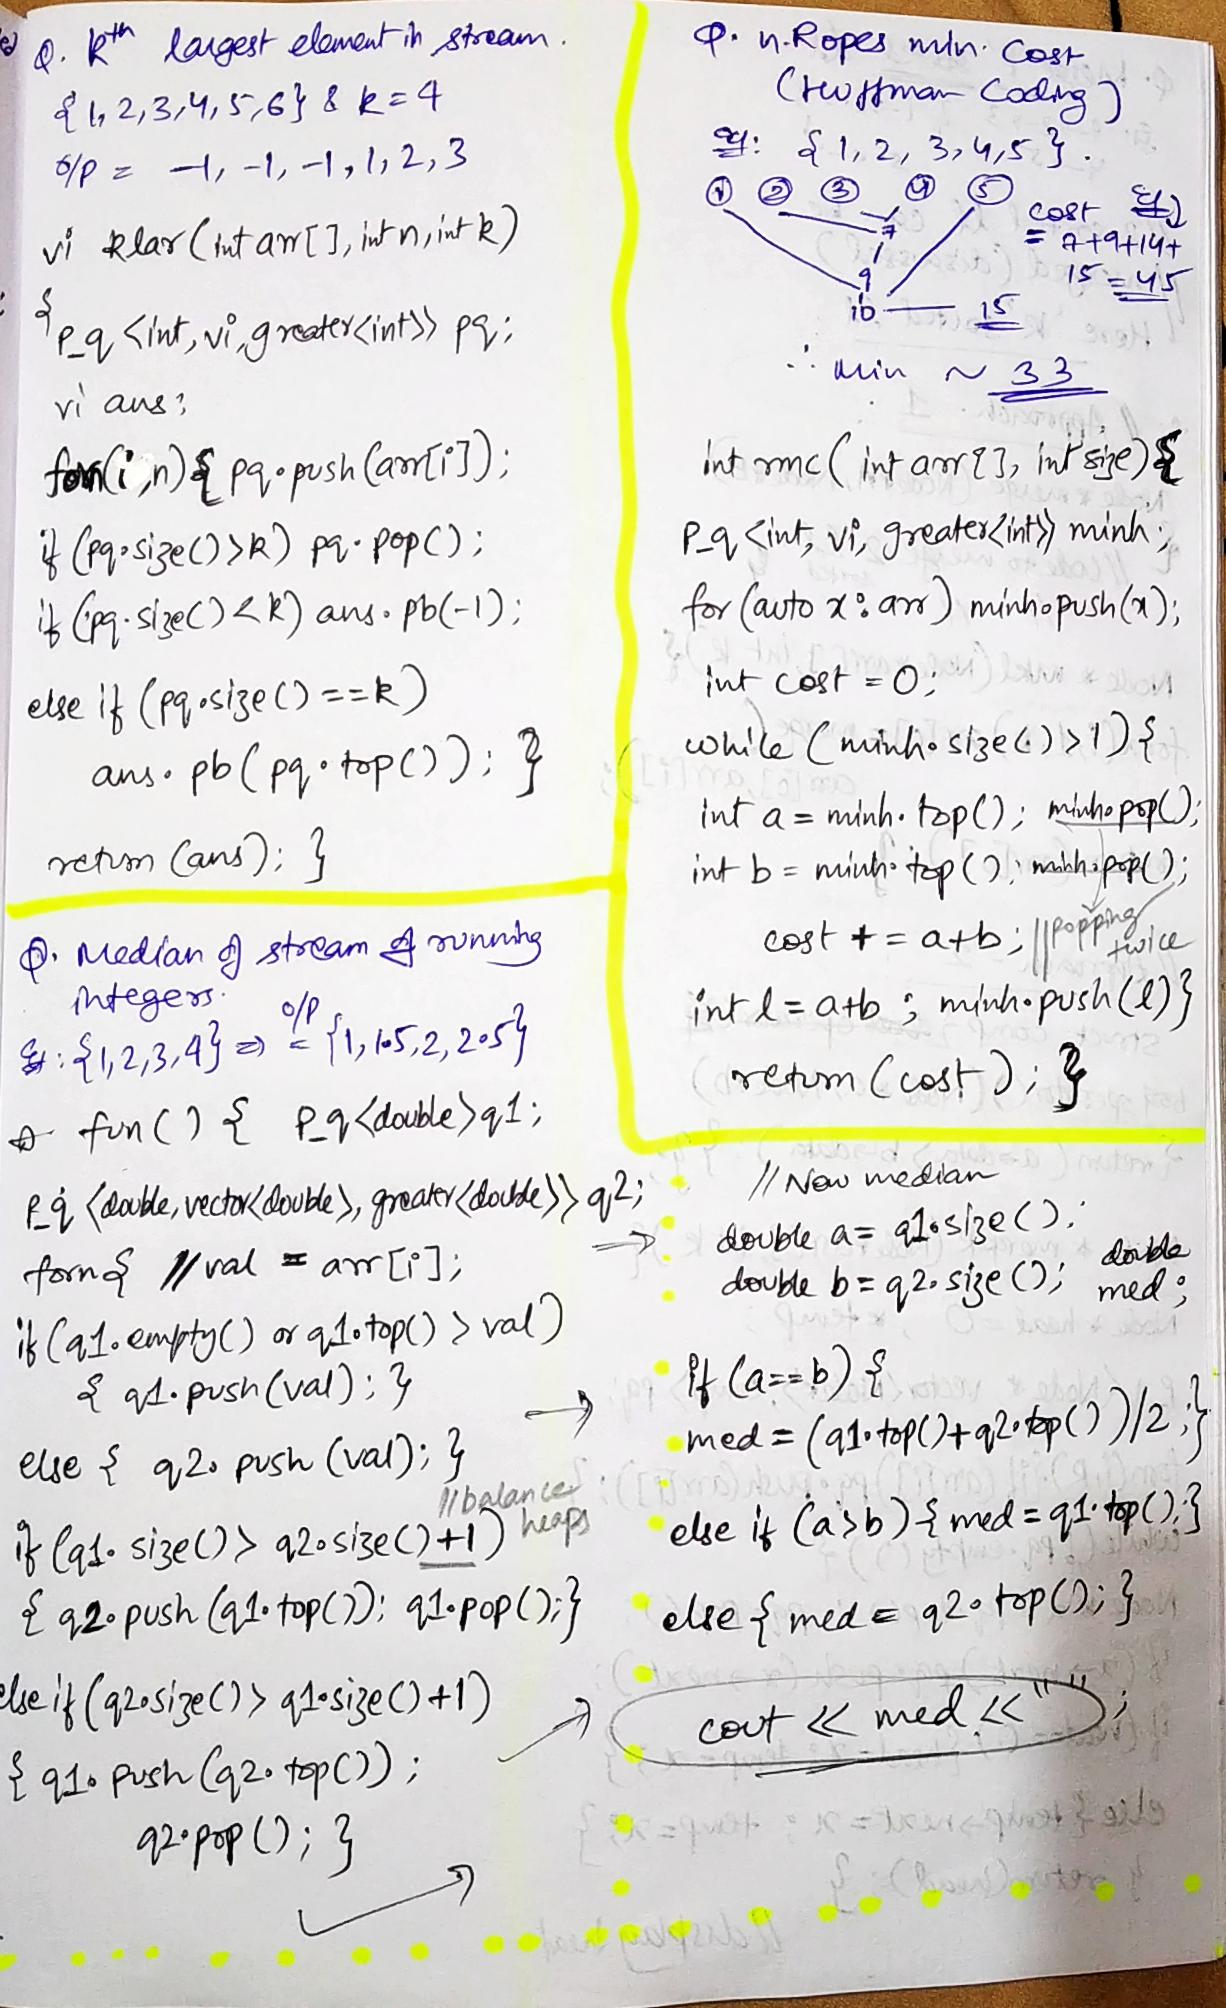 Q. Kth largest element in stream.
{1, 2, 3, 4, 5, 6} & k = 4
o/p = -1, -1, -1, 1, 2, 3
vi klar (int arr[], int n, int k)
{
p_q <int, vi, greater<int>> pq;
vi ans;
forn(i,n) { pq.push(arr[i]);
if (pq.size() > k) pq.pop();
if (pq.size() < k) ans.pb(-1);
else if (pq.size() == k)
ans.pb(pq.top()); }
return (ans); }
Q. Median of stream of running
integers.
Eg: {1,2,3,4} => o/p = {1, 1.5, 2, 2.5}
fun() { p_q <double> q1;
p_q <double, vector<double>, greater<double>> q2;
forn{ // val = arr[i];
if (q1.empty() or q1.top() > val)
{ q1.push(val); }
else { q2.push(val); }
//balance heaps
if (q1.size() > q2.size()+1)
{ q2.push(q1.top()); q1.pop(); }
else if (q2.size() > q1.size()+1)
{ q1.push(q2.top());
q2.pop(); }
Q. n.Ropes min. cost
(Huffman Coding)
eg: {1, 2, 3, 4, 5}.
1 2 3 4 5
7
9
10 — 15
cost
= 7+9+14+
15 = 45
∴ min ~ 33
int rmc (int arr[], int size) {
p_q <int, vi, greater<int>> minh;
for (auto x : arr) minh.push(x);
int cost = 0;
while (minh.size() > 1) {
int a = minh.top(); minh.pop();
int b = minh.top(); minh.pop();
cost += a+b; //popping twice
int l = a+b; minh.push(l) }
return (cost); }
// Now median
double a = q1.size();
double b = q2.size(); double med;
if (a==b) {
med = (q1.top()+q2.top())/2; }
else if (a>b) { med = q1.top(); }
else { med = q2.top(); }
cout << med << " ";